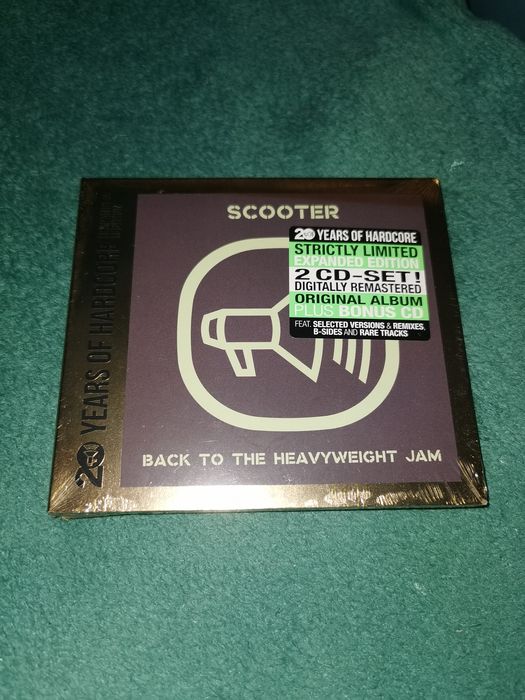 SCOOTER
20 YEARS OF HARDCORE
STRICTLY LIMITED
EXPANDED EDITION
2 CD-SET!
DIGITALLY REMASTERED
ORIGINAL ALBUM
PLUS BONUS CD
FEAT. SELECTED VERSIONS & REMIXES,
B-SIDES AND RARE TRACKS
BACK TO THE HEAVYWEIGHT JAM
20 YEARS OF HARDCORE